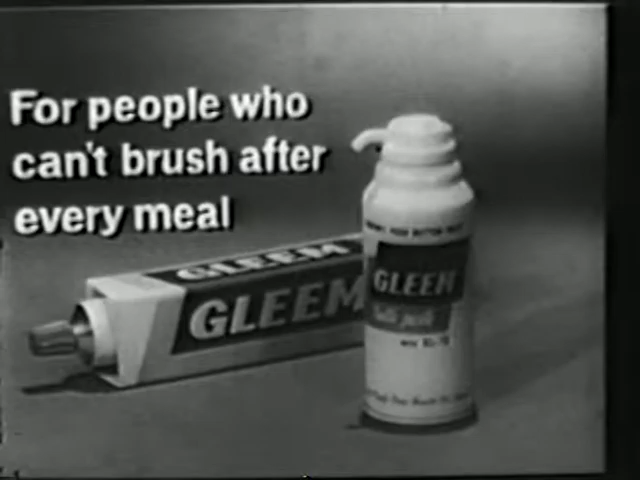 For people who
can't brush after
every meal
GLEEM
GLEEM
GLEEM